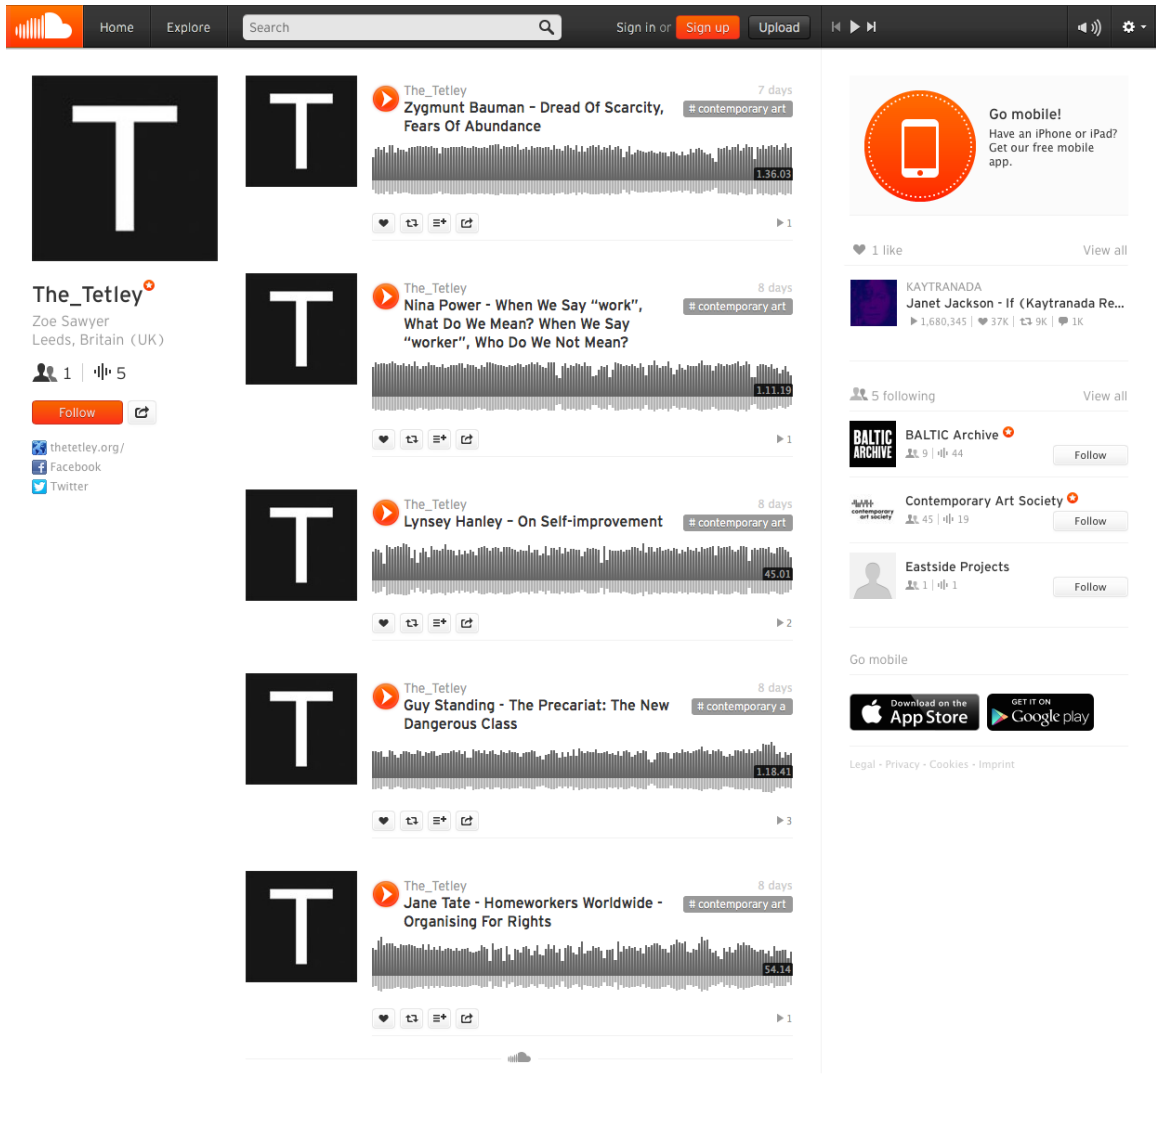 Home
Explore
Search
Sign in or
Sign up
Upload
T
The_Tetley
Zoe Sawyer
Leeds, Britain (UK)
1
5
Follow
thetetley.org/
Facebook
Twitter
T
The_Tetley
7 days
Zygmunt Bauman – Dread Of Scarcity,
# contemporary art
Fears Of Abundance
1.36.03
1
T
The_Tetley
8 days
Nina Power - When We Say “work”,
# contemporary art
What Do We Mean? When We Say
“worker”, Who Do We Not Mean?
1.11.19
1
T
The_Tetley
8 days
Lynsey Hanley – On Self-improvement
# contemporary art
45.01
2
T
The_Tetley
8 days
Guy Standing - The Precariat: The New
# contemporary a
Dangerous Class
1.18.41
3
T
The_Tetley
8 days
Jane Tate - Homeworkers Worldwide -
# contemporary art
Organising For Rights
54.14
1
Go mobile!
Have an iPhone or iPad?
Get our free mobile
app.
1 like
View all
KAYTRANADA
Janet Jackson - If (Kaytranada Re...
1,680,345 | 37K | 9K | 1K
5 following
View all
BALTIC
ARCHIVE
BALTIC Archive
9 | 44
Follow
contemporary
art society
Contemporary Art Society
45 | 19
Follow
Eastside Projects
1 | 1
Follow
Go mobile
Download on the
App Store
GET IT ON
Google play
Legal - Privacy - Cookies - Imprint